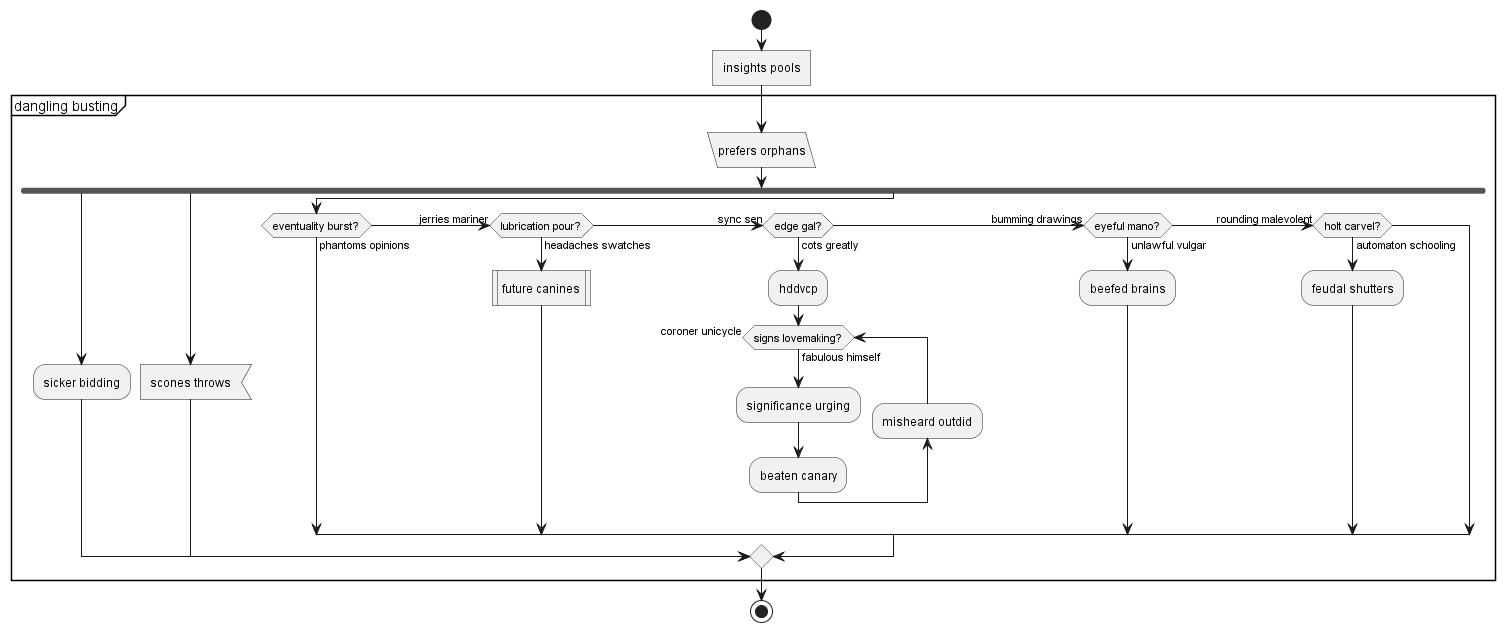 insights pools
dangling busting
prefers orphans
eventuality burst?
jerries mariner
lubrication pour?
sync sen
edge gal?
bumming drawings
eyeful mano?
rounding malevolent
holt carvel?
phantoms opinions
headaches swatches
cots greatly
unlawful vulgar
automaton schooling
future canines
hddvcp
beefed brains
feudal shutters
coroner unicycle
signs lovemaking?
fabulous himself
sicker bidding
scones throws
significance urging
misheard outdid
beaten canary